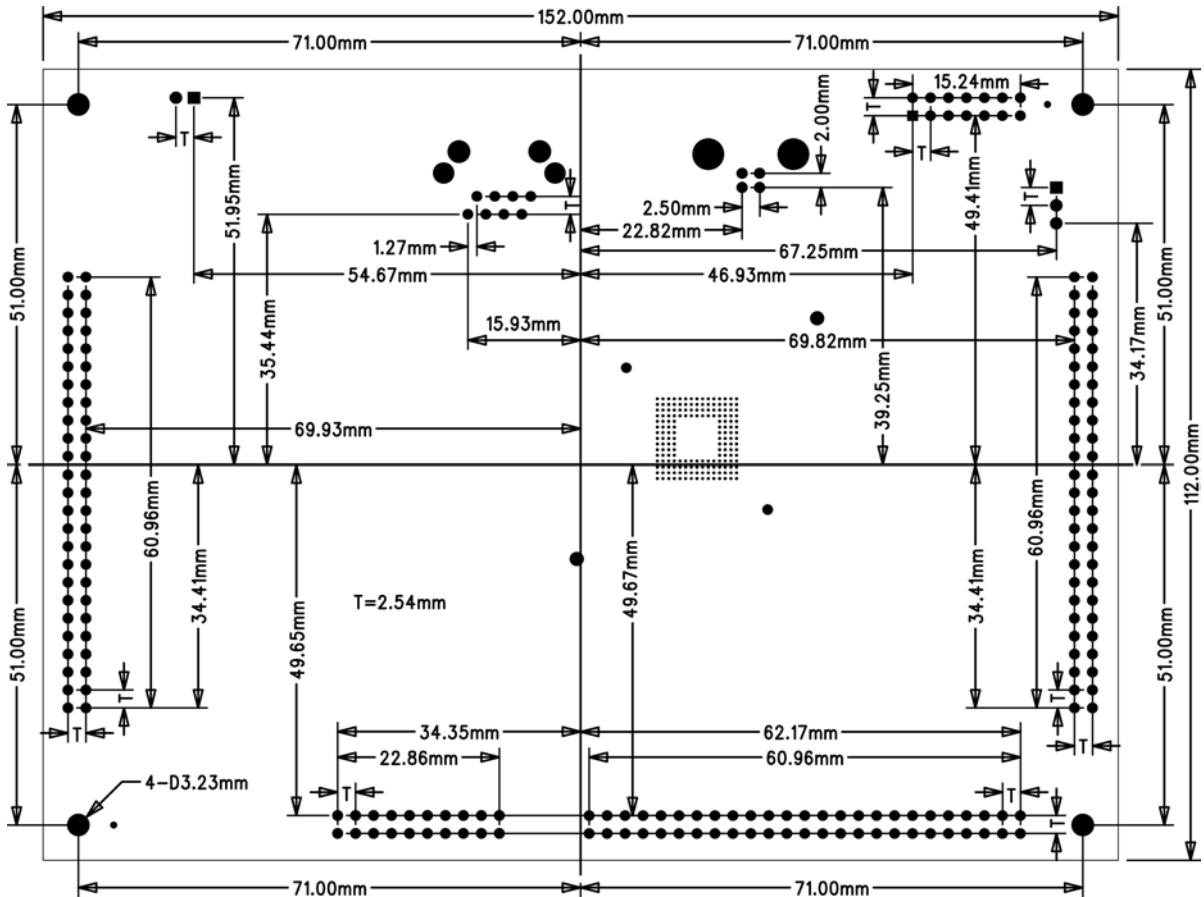 152.00mm
71.00mm
71.00mm
15.24mm
2.00mm
T
T
T
51.95mm
49.41mm
T
T
2.50mm
22.82mm
1.27mm
67.25mm
54.67mm
46.93mm
51.00mm
51.00mm
35.44mm
15.93mm
69.82mm
34.17mm
39.25mm
69.93mm
112.00mm
60.96mm
34.41mm
49.67mm
34.41mm
60.96mm
T=2.54mm
49.65mm
51.00mm
51.00mm
T
T
T
T
34.35mm
62.17mm
22.86mm
60.96mm
4-D3.23mm
T
T
T
71.00mm
71.00mm